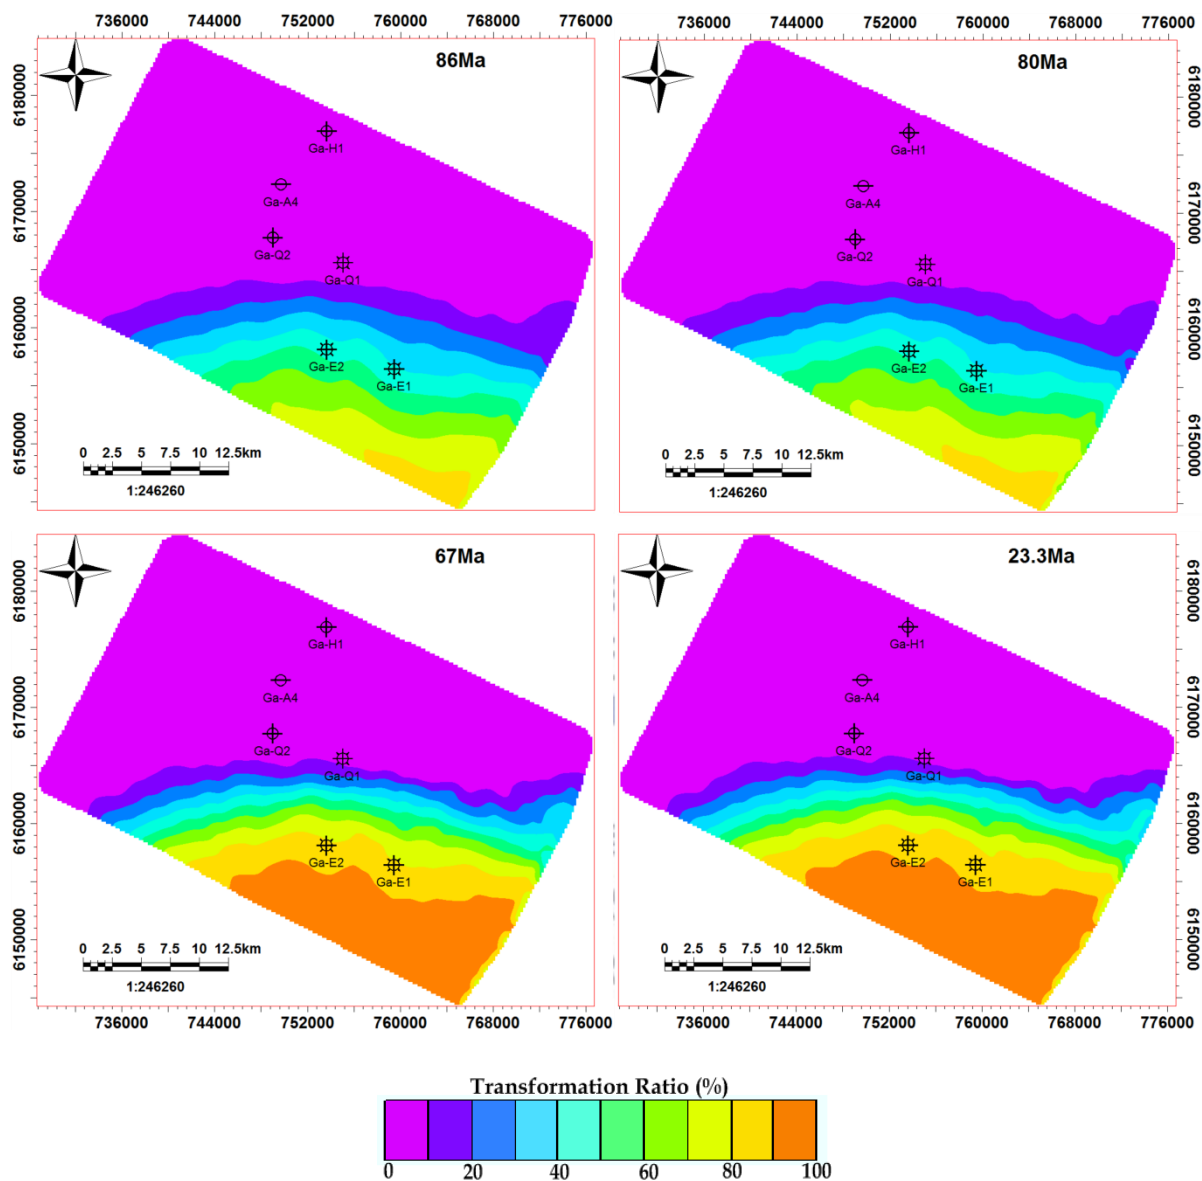 736000 744000 752000 760000 768000 776000
736000 744000 752000 760000 768000 776000
86Ma
80Ma
6180000
6170000
6160000
6150000
Ga-H1
Ga-A4
Ga-Q2
Ga-Q1
Ga-E2
Ga-E1
0 2.5 5 7.5 10 12.5km
1:246260
Ga-H1
Ga-A4
Ga-Q2
Ga-Q1
Ga-E2
Ga-E1
0 2.5 5 7.5 10 12.5km
1:246260
6180000
6170000
6160000
6150000
67Ma
23.3Ma
6180000
6170000
6160000
6150000
Ga-H1
Ga-A4
Ga-Q2
Ga-Q1
Ga-E2
Ga-E1
0 2.5 5 7.5 10 12.5km
1:246260
Ga-H1
Ga-A4
Ga-Q2
Ga-Q1
Ga-E2
Ga-E1
0 2.5 5 7.5 10 12.5km
1:246260
6180000
6170000
6160000
6150000
736000 744000 752000 760000 768000 776000
736000 744000 752000 760000 768000 776000
Transformation Ratio (%)
0 20 40 60 80 100